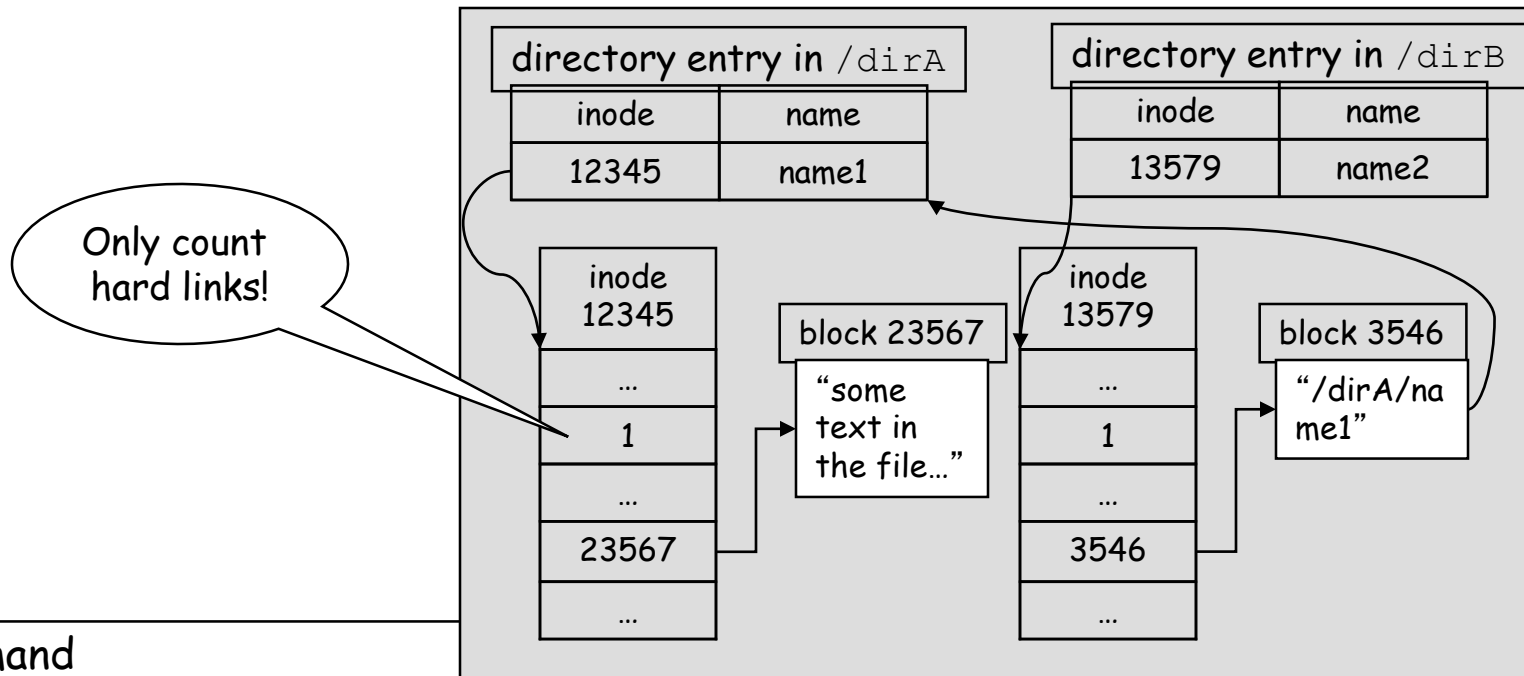 directory entry in /dirA
inode name
12345 name1
directory entry in /dirB
inode name
13579 name2
Only count
hard links!
inode
12345
…
1
…
23567
…
block 23567
“some
text in
the file…”
inode
13579
…
1
…
3546
…
block 3546
“/dirA/na
me1”